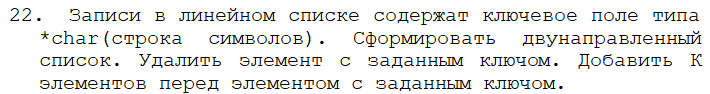 22. Записи в линейном списке содержат ключевое поле типа
*char(строка символов). Сформировать двунаправленный
список. Удалить элемент с заданным ключом. Добавить К
элементов перед элементом с заданным ключом.